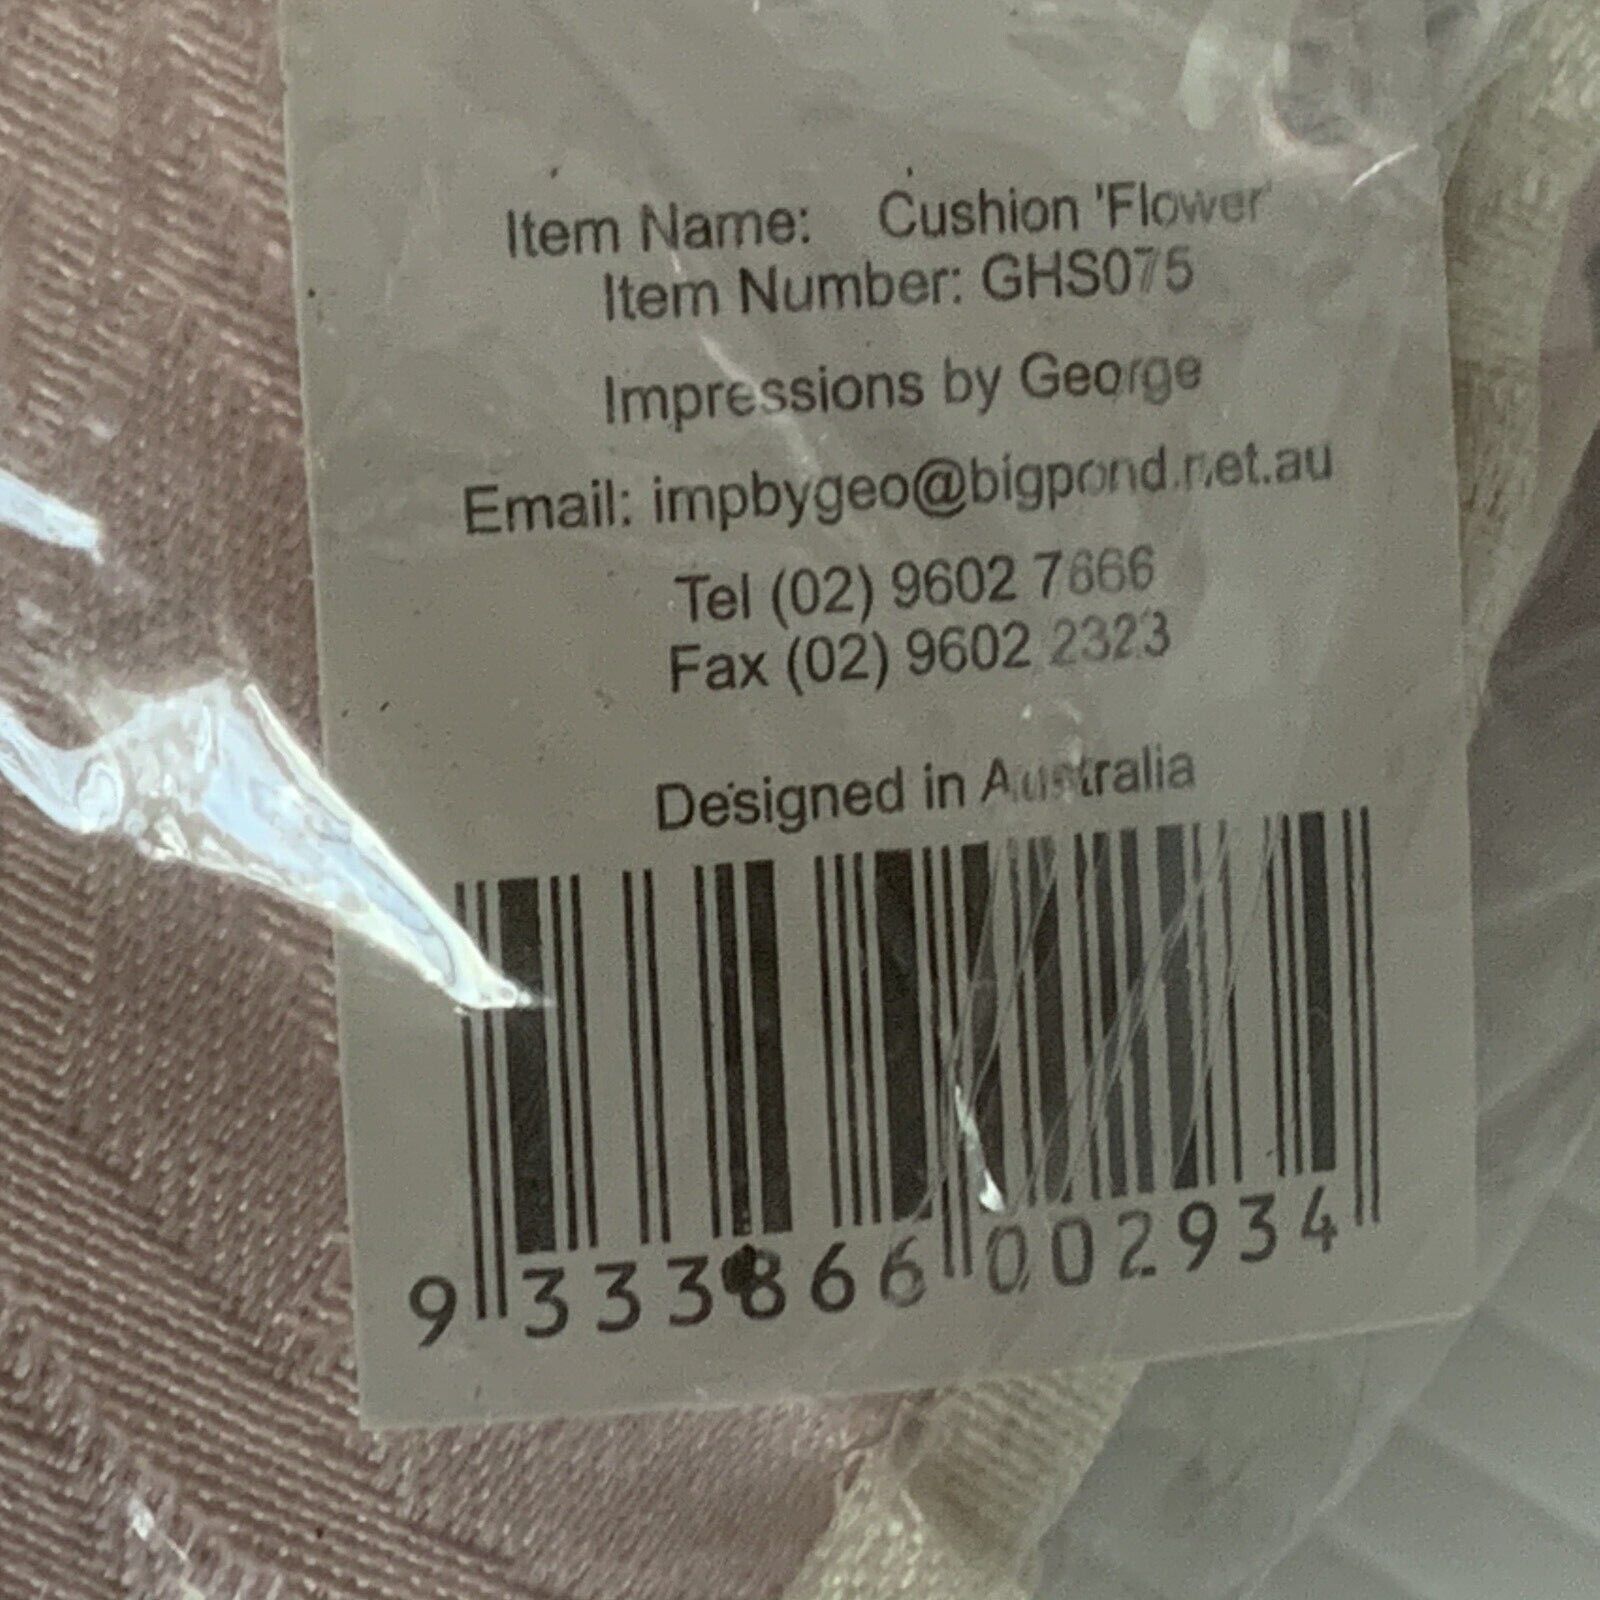 Item Name: Cushion 'Flower'
Item Number: GHS075
Impressions by George
Email: impbygeo@bigpond.net.au
Tel (02) 9602 7666
Fax (02) 9602 2323
Designed in Australia
9 333866 002934